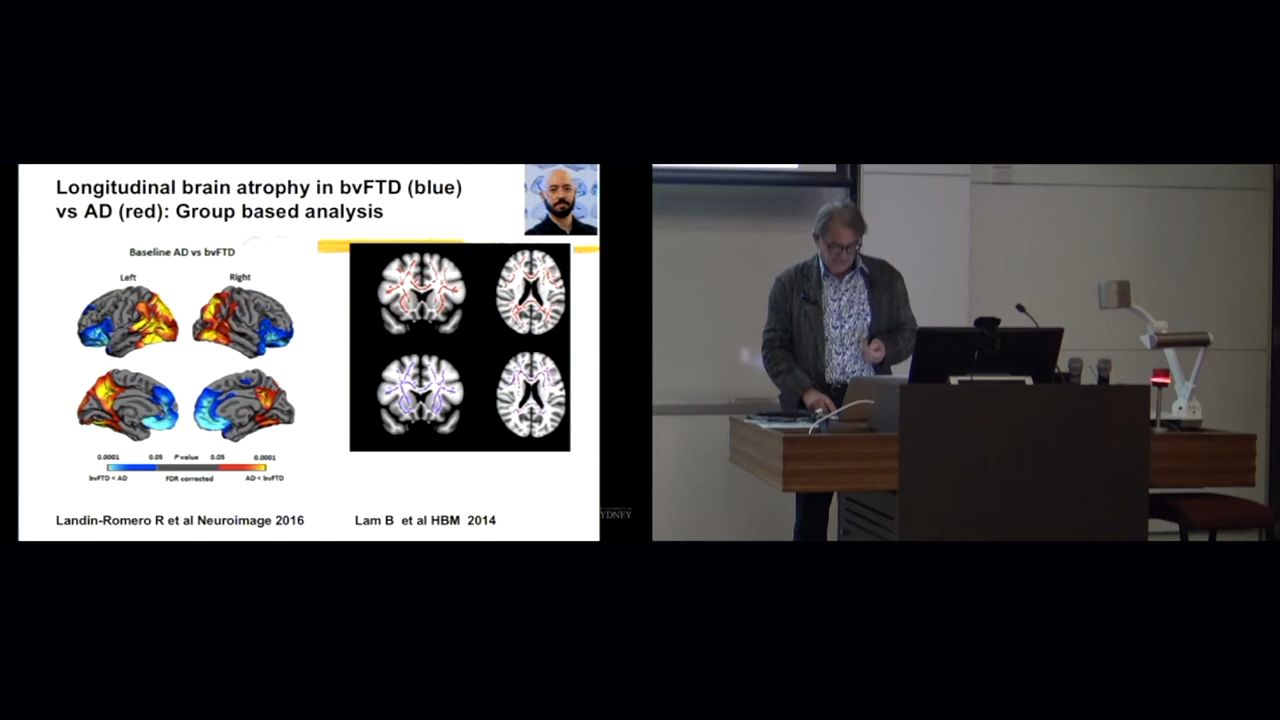 Longitudinal brain atrophy in bvFTD (blue)
vs AD (red): Group based analysis
Baseline AD vs bvFTD
Left
Right
0.0001 0.05 P value 0.05 0.0001
bvFTD < AD FDR corrected AD < bvFTD
Landin-Romero R et al Neuroimage 2016
Lam B et al HBM 2014
YDNEY